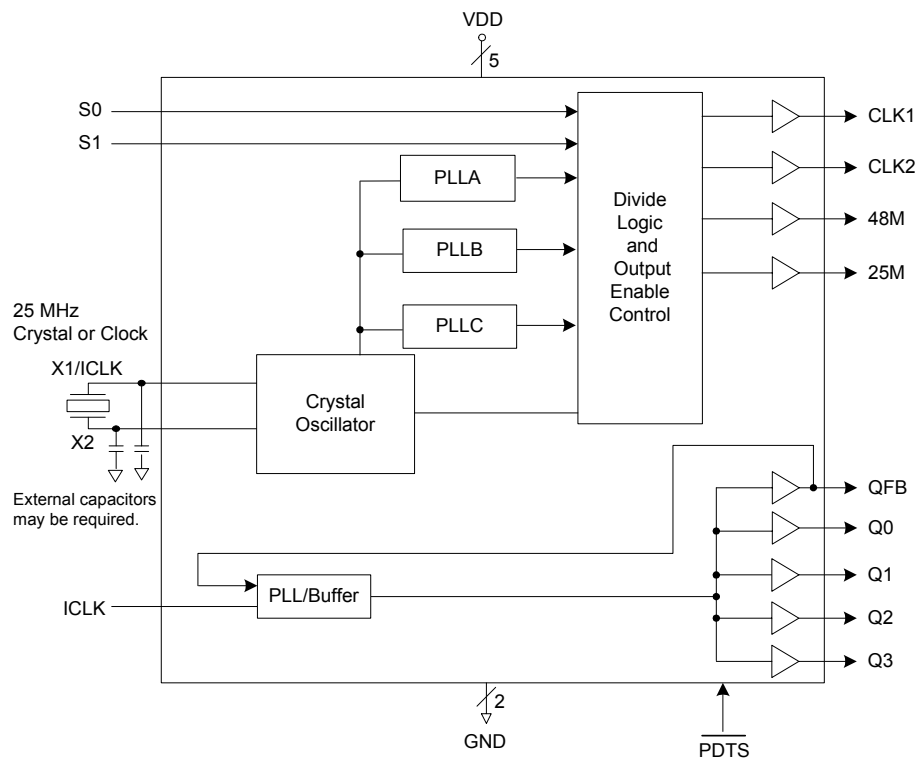 VDD
5
S0
S1
CLK1
CLK2
48M
25M
PLLA
PLLB
PLLC
Divide
Logic
and
Output
Enable
Control
25 MHz
Crystal or Clock
X1/ICLK
X2
External capacitors
may be required.
Crystal
Oscillator
PLL/Buffer
ICLK
QFB
Q0
Q1
Q2
Q3
2
GND
PDTS